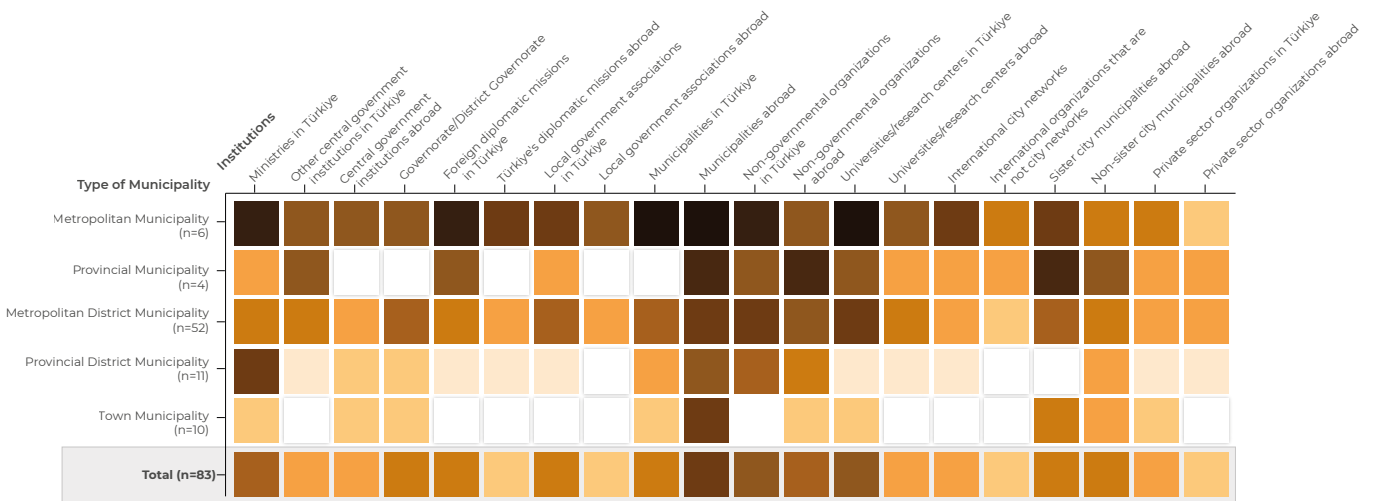 Institutions
Ministries in Türkiye
Other central government
institutions in Türkiye
Central government
institutions abroad
Governorate/District Governorate
Foreign diplomatic missions
in Türkiye
Türkiye's diplomatic missions abroad
Local government associations
in Türkiye
Local government associations abroad
Municipalities in Türkiye
Municipalities abroad
Non-governmental organizations
in Türkiye
Non-governmental organizations
abroad
Universities/research centers in Türkiye
Universities/research centers abroad
International city networks
International organizations that are
not city networks
Sister city municipalities abroad
Non-sister city municipalities abroad
Private sector organizations in Türkiye
Private sector organizations abroad
Type of Municipality
Metropolitan Municipality
(n=6)
Provincial Municipality
(n=4)
Metropolitan District Municipality
(n=52)
Provincial District Municipality
(n=11)
Town Municipality
(n=10)
Total (n=83)